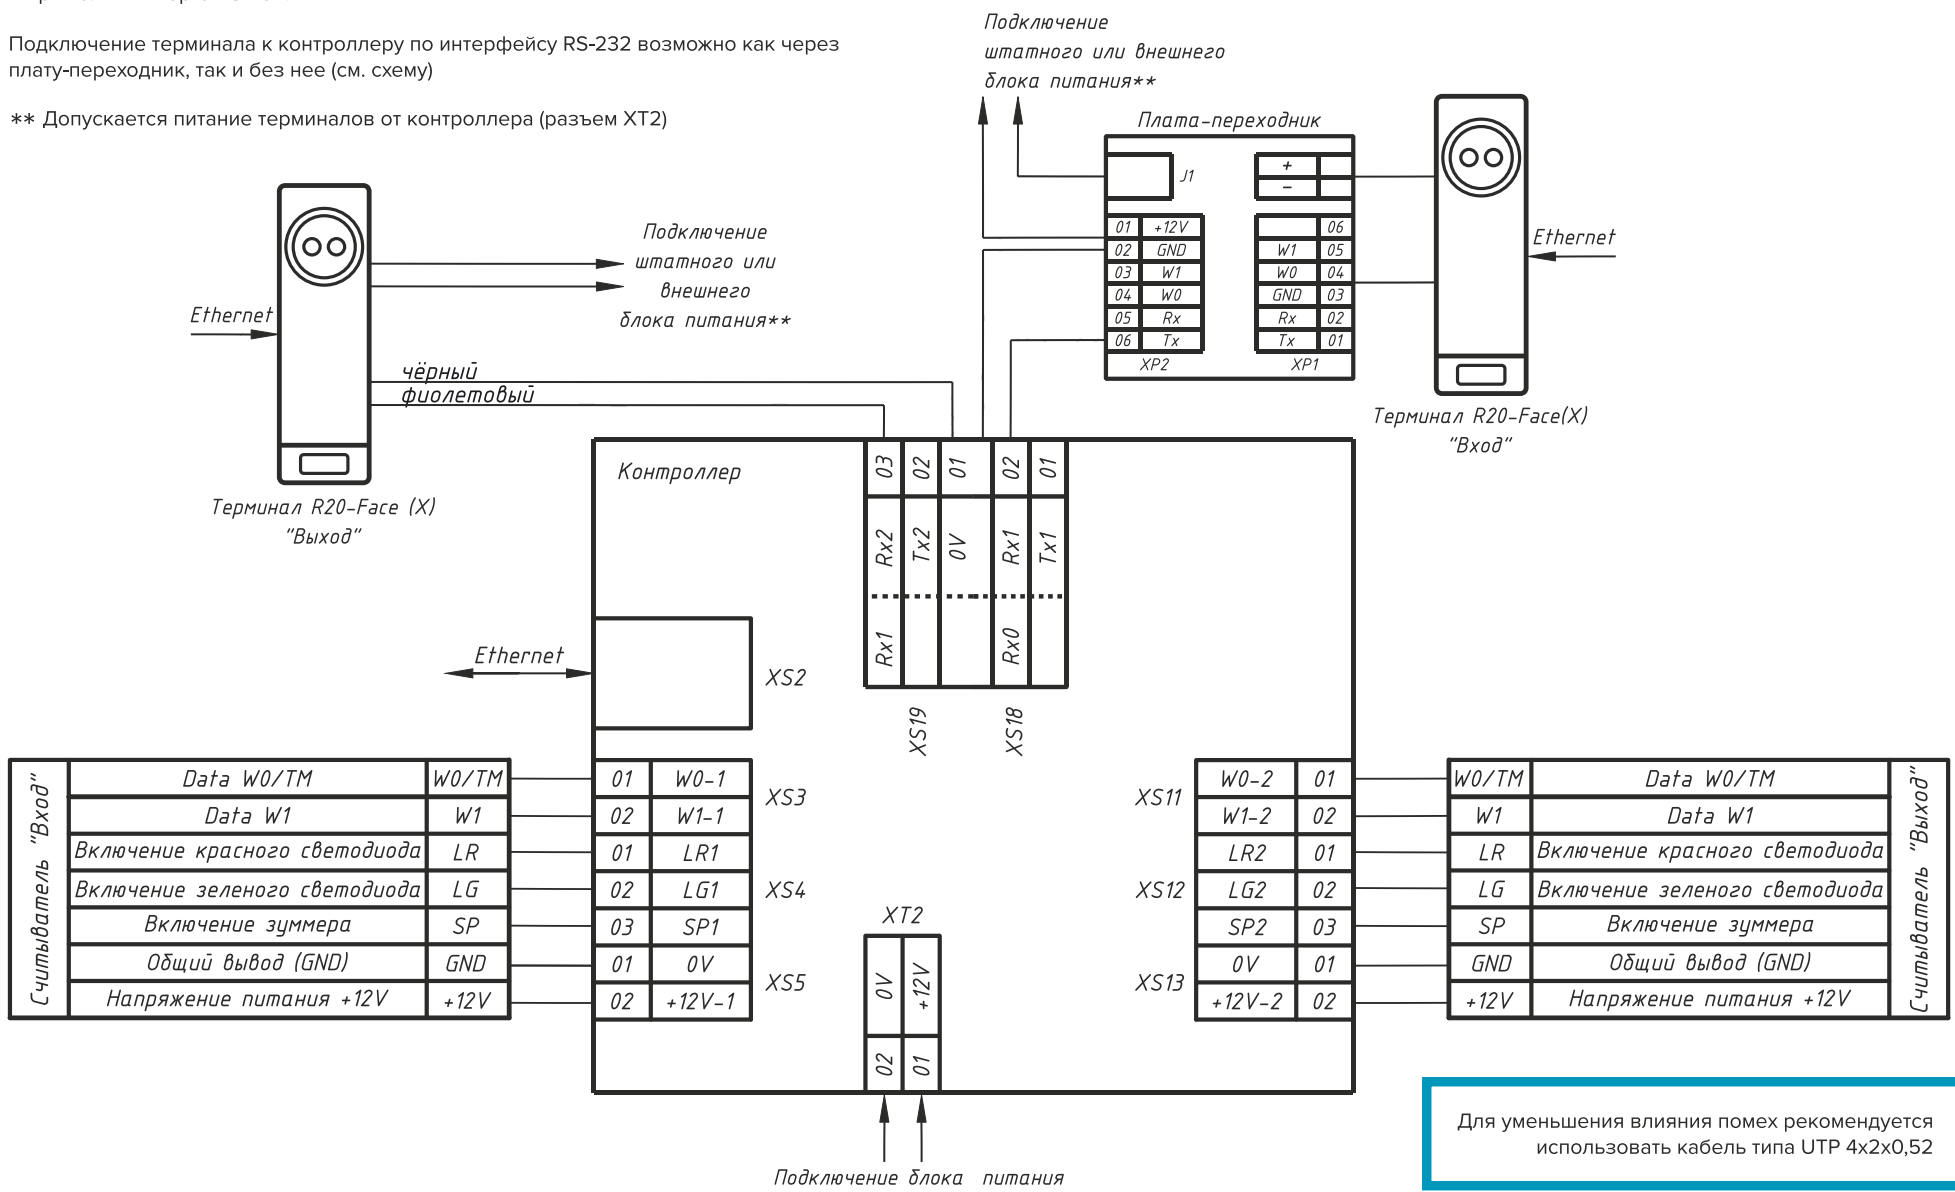 Подключение терминала к контроллеру по интерфейсу RS-232 возможно как через
плату-переходник, так и без нее (см. схему)
** Допускается питание терминалов от контроллера (разъем XT2)
Подключение
штатного или внешнего
блока питания**
Плата-переходник
J1
+
-
01 +12V
02 GND
03 W1
04 W0
05 Rx
06 Tx
XP2
06
W1 05
W0 04
GND 03
Rx 02
Tx 01
XP1
Ethernet
Терминал R20-Face(X)
"Вход"
Подключение
штатного или
внешнего
блока питания**
Ethernet
чёрный
фиолетовый
Терминал R20-Face (X)
"Выход"
Контроллер
03 02 01 02 01
Rx2 Tx2 0V Rx1 Tx1
Rx1 Rx0
XS19 XS18
Ethernet
XS2
Считыватель "Вход"
Data W0/TM W0/TM 01 W0-1
Data W1 W1 02 W1-1
XS3
Включение красного светодиода LR 01 LR1
Включение зеленого светодиода LG 02 LG1
Включение зуммера SP 03 SP1
XS4
Общий вывод (GND) GND 01 0V
Напряжение питания +12V +12V 02 +12V-1
XS5
XT2
0V +12V
02 01
Подключение блока питания
XS11
W0-2 01 W0/TM Data W0/TM
W1-2 02 W1 Data W1
XS12
LR2 01 LR Включение красного светодиода
LG2 02 LG Включение зеленого светодиода
SP2 03 SP Включение зуммера
XS13
0V 01 GND Общий вывод (GND)
+12V-2 02 +12V Напряжение питания +12V
Считыватель "Выход"
Для уменьшения влияния помех рекомендуется
использовать кабель типа UTP 4x2x0,52